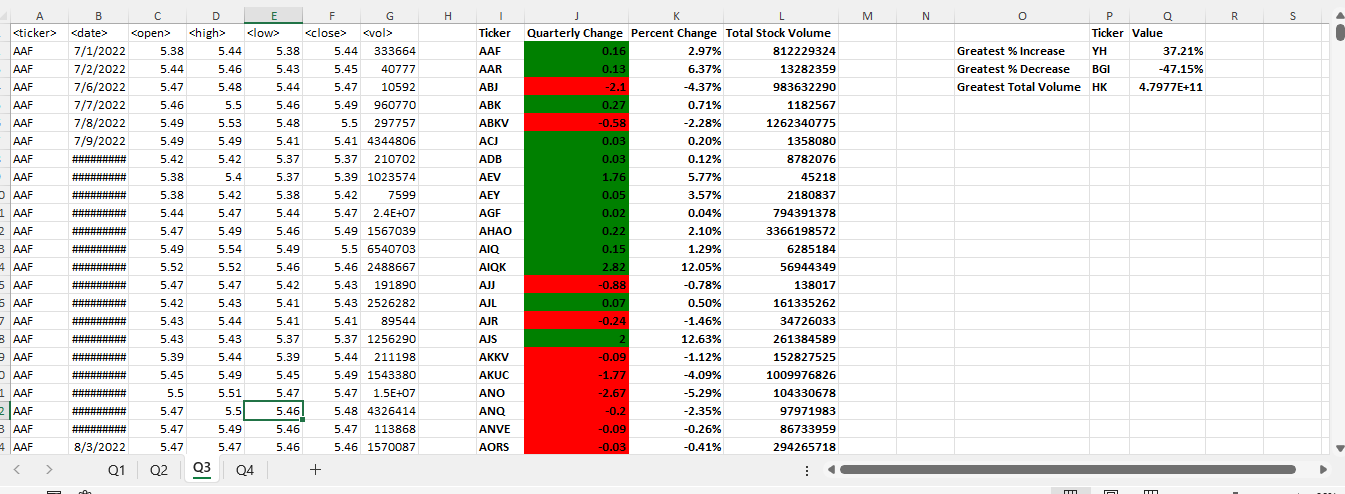 A B C D E F G H I J K L M N O P Q R S
<ticker> <date> <open> <high> <low> <close> <vol> Ticker Quarterly Change Percent Change Total Stock Volume Ticker Value
AAF 7/1/2022 5.38 5.44 5.38 5.44 333664 AAF 0.16 2.97% 812229324 Greatest % Increase YH 37.21%
AAF 7/2/2022 5.44 5.46 5.43 5.45 40777 AAR 0.13 6.37% 13282359 Greatest % Decrease BGI -47.15%
AAF 7/6/2022 5.47 5.48 5.44 5.47 10592 ABJ -2.1 -4.37% 983632290 Greatest Total Volume HK 4.7977E+11
AAF 7/7/2022 5.46 5.5 5.46 5.49 960770 ABK 0.27 0.71% 1182567
AAF 7/8/2022 5.49 5.53 5.48 5.5 297757 ABKV -0.58 -2.28% 1262340775
AAF 7/9/2022 5.49 5.49 5.41 5.41 4344806 ACJ 0.03 0.20% 1358080
AAF ######### 5.42 5.42 5.37 5.37 210702 ADB 0.03 0.12% 8782076
AAF ######### 5.38 5.4 5.37 5.39 1023574 AEV 1.76 5.77% 45218
AAF ######### 5.38 5.42 5.38 5.42 7599 AEY 0.05 3.57% 2180837
AAF ######### 5.44 5.47 5.44 5.47 2.4E+07 AGF 0.02 0.04% 794391378
AAF ######### 5.47 5.49 5.46 5.49 1567039 AHAO 0.22 2.10% 3366198572
AAF ######### 5.49 5.54 5.49 5.5 6540703 AIQ 0.15 1.29% 6285184
AAF ######### 5.52 5.52 5.46 5.46 2488667 AIQK 2.82 12.05% 56944349
AAF ######### 5.47 5.47 5.42 5.43 191890 AJJ -0.88 -0.78% 138017
AAF ######### 5.42 5.43 5.41 5.43 2526282 AJL 0.07 0.50% 161335262
AAF ######### 5.43 5.44 5.41 5.41 89544 AJR -0.24 -1.46% 34726033
AAF ######### 5.43 5.43 5.37 5.37 1256290 AJS 2 12.63% 261384589
AAF ######### 5.39 5.44 5.39 5.44 211198 AKKV -0.09 -1.12% 152827525
AAF ######### 5.45 5.49 5.45 5.49 1543380 AKUC -1.77 -4.09% 1009976826
AAF ######### 5.5 5.51 5.47 5.47 1.5E+07 ANO -2.67 -5.29% 104330678
AAF ######### 5.47 5.5 5.46 5.48 4326414 ANQ -0.2 -2.35% 97971983
AAF ######### 5.47 5.49 5.46 5.47 113868 ANVE -0.09 -0.26% 86733959
AAF 8/3/2022 5.47 5.47 5.46 5.46 1570087 AORS -0.03 -0.41% 294265718
Q1 Q2 Q3 Q4